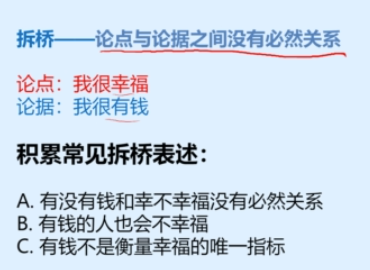 拆桥——论点与论据之间没有必然关系
论点：我很幸福
论据：我很有钱
积累常见拆桥表述：
A. 有没有钱和幸不幸福没有必然关系
B. 有钱的人也会不幸福
C. 有钱不是衡量幸福的唯一指标